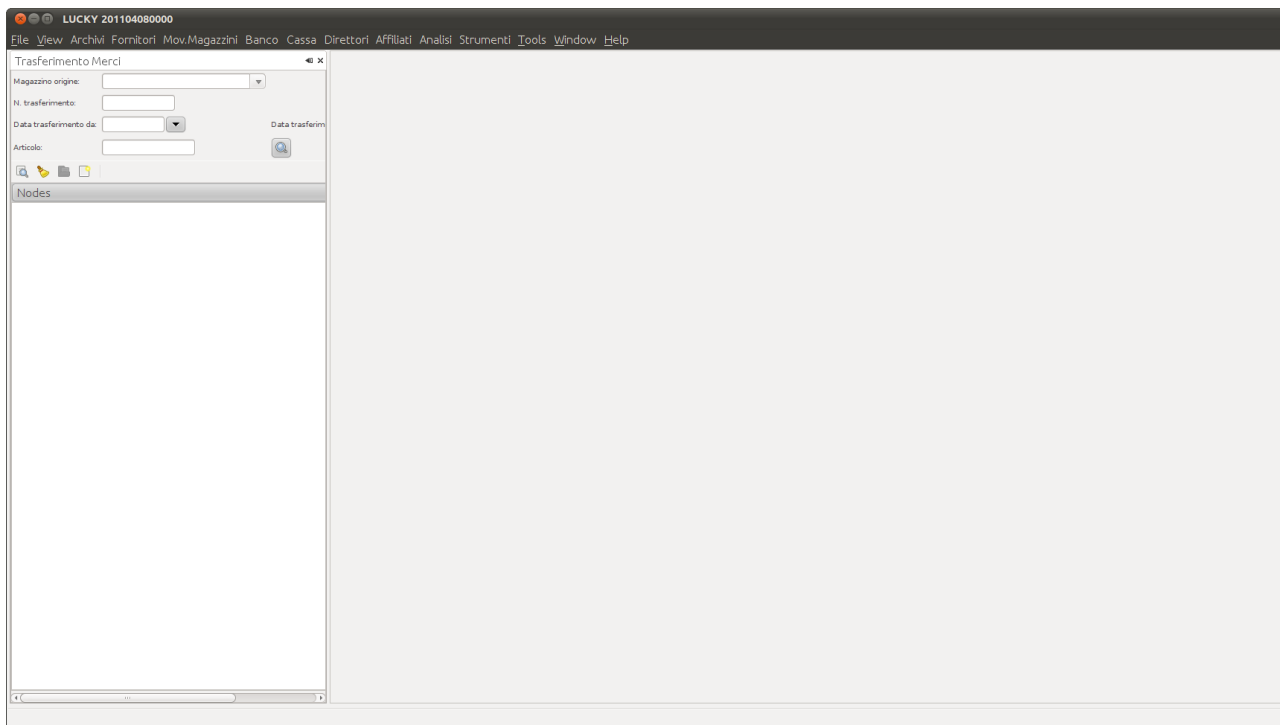 LUCKY 201104080000
File View Archivi Fornitori Mov.Magazzini Banco Cassa Direttori Affiliati Analisi Strumenti Tools Window Help
Trasferimento Merci
Magazzino origine:
N. trasferimento:
Data trasferimento da: Data trasferim
Articolo:
Nodes